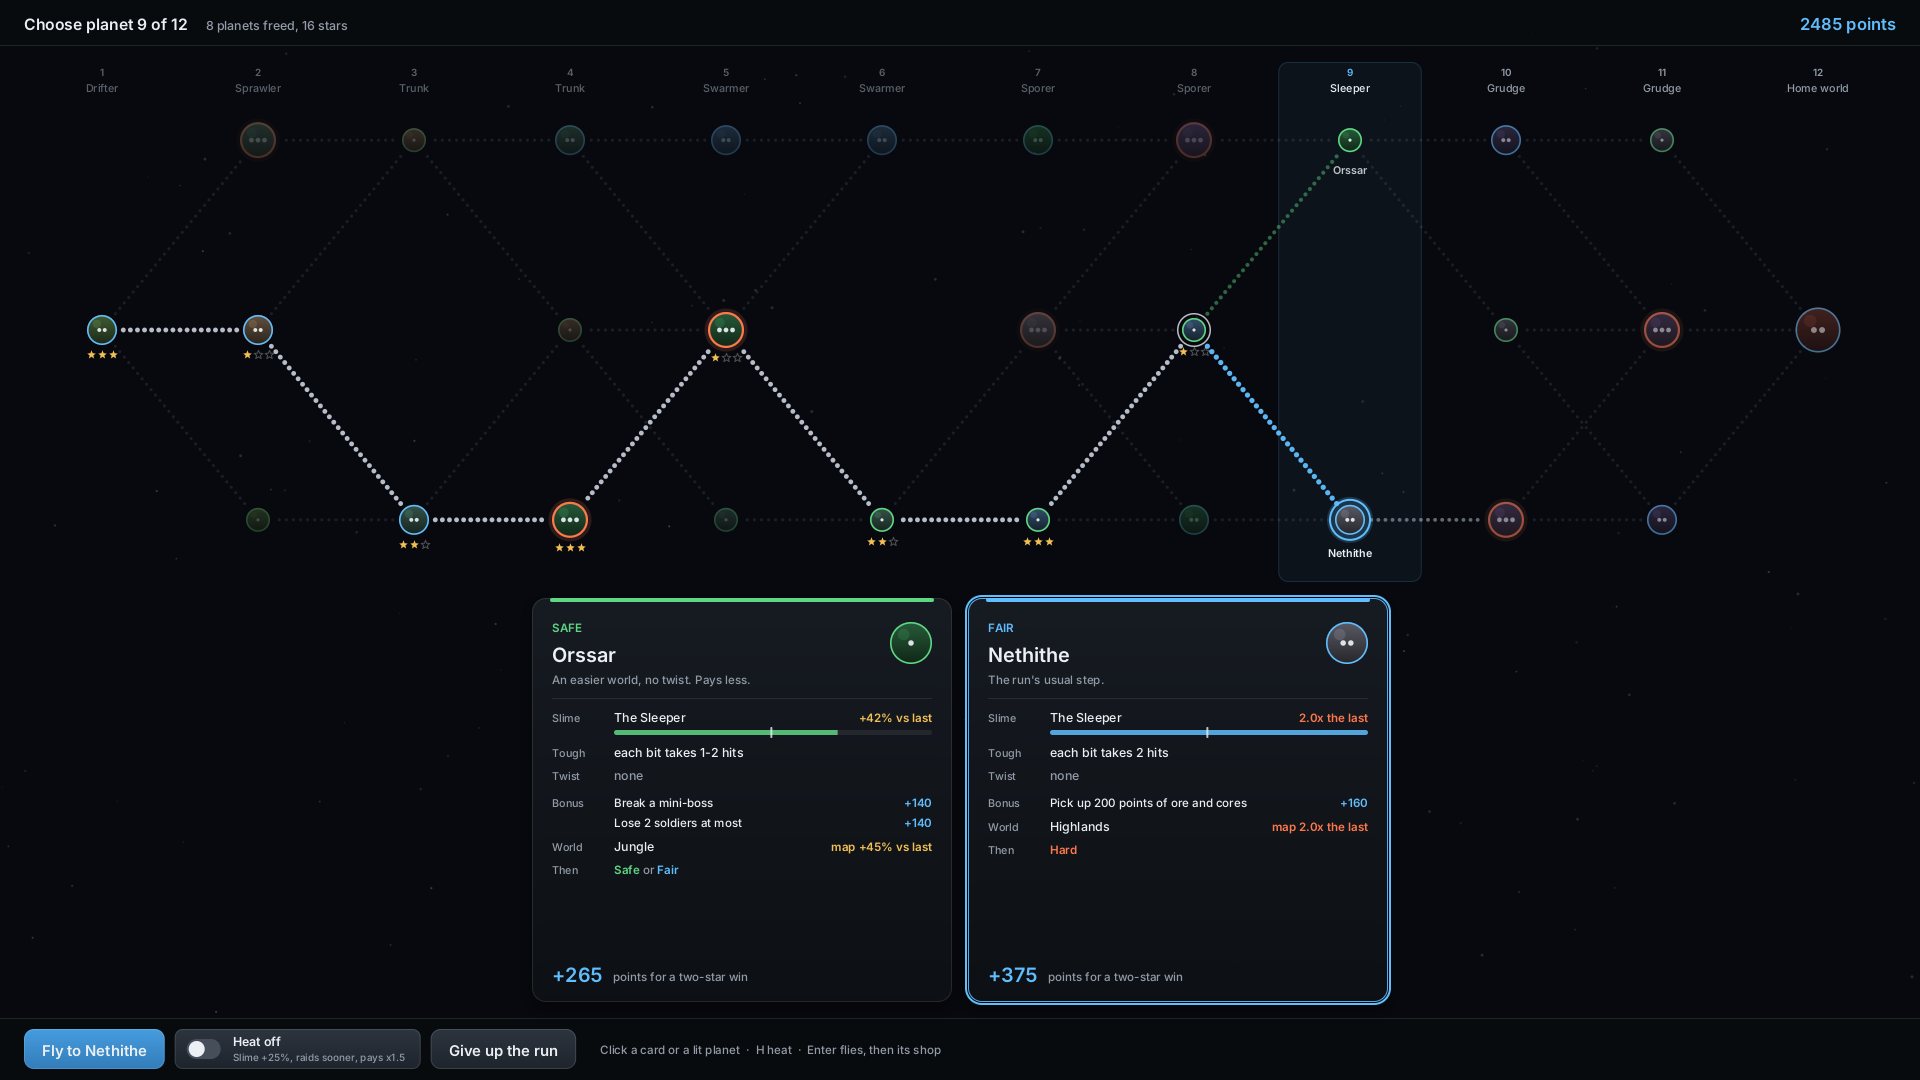 Choose planet 9 of 12
8 planets freed, 16 stars
2485 points
1
Drifter
2
Sprawler
3
Trunk
4
Trunk
5
Swarmer
6
Swarmer
7
Sporer
8
Sporer
9
Sleeper
10
Grudge
11
Grudge
12
Home world
Orssar
Nethithe
SAFE
Orssar
An easier world, no twist. Pays less.
Slime The Sleeper +42% vs last
Tough each bit takes 1-2 hits
Twist none
Bonus Break a mini-boss +140
Lose 2 soldiers at most +140
World Jungle map +45% vs last
Then Safe or Fair
+265 points for a two-star win
FAIR
Nethithe
The run's usual step.
Slime The Sleeper 2.0x the last
Tough each bit takes 2 hits
Twist none
Bonus Pick up 200 points of ore and cores +160
World Highlands map 2.0x the last
Then Hard
+375 points for a two-star win
Fly to Nethithe
Heat off
Slime +25%, raids sooner, pays x1.5
Give up the run
Click a card or a lit planet · H heat · Enter flies, then its shop